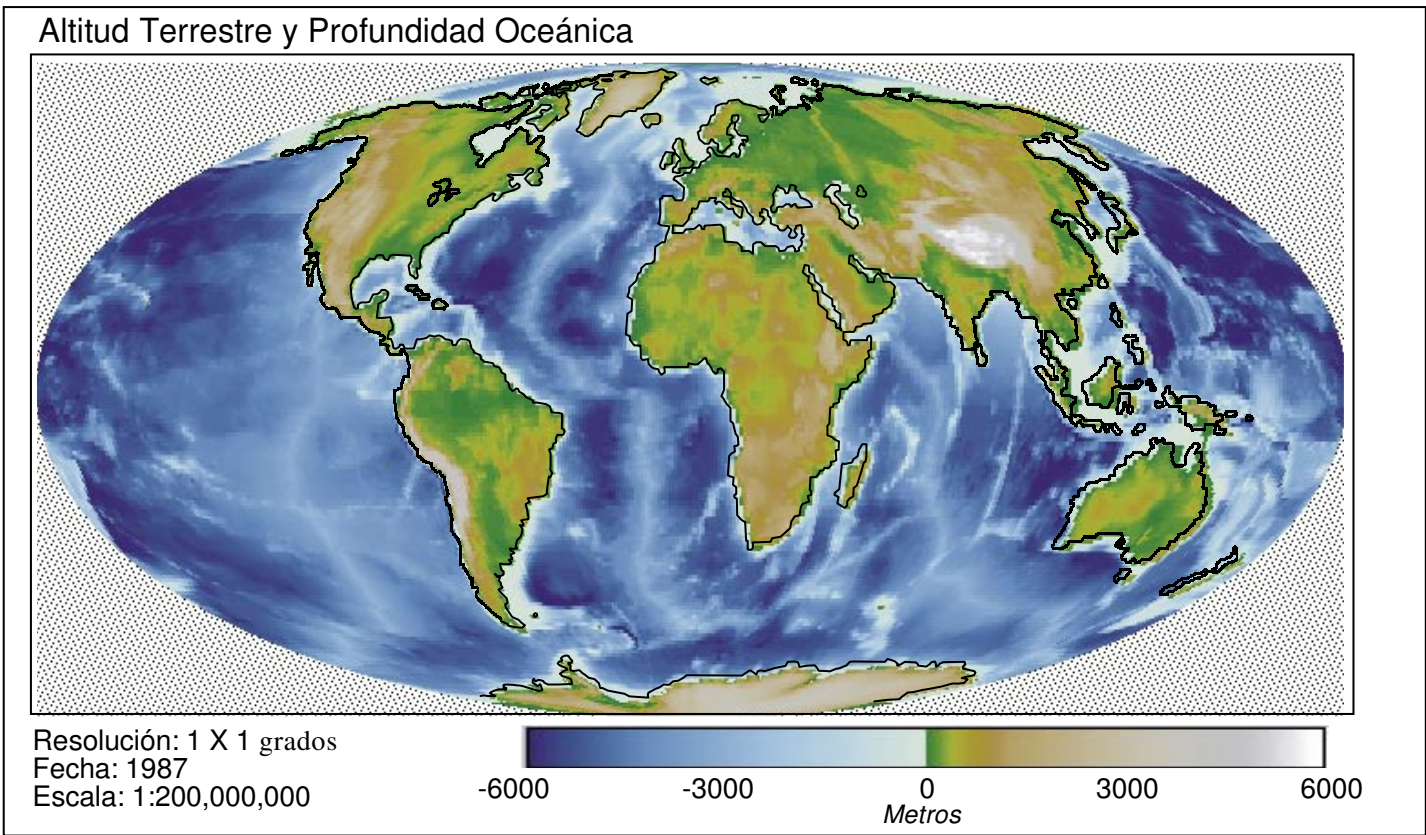 Altitud Terrestre y Profundidad Oceánica
Resolución: 1 X 1 grados
Fecha: 1987
Escala: 1:200,000,000
-6000 -3000 0 3000 6000
Metros